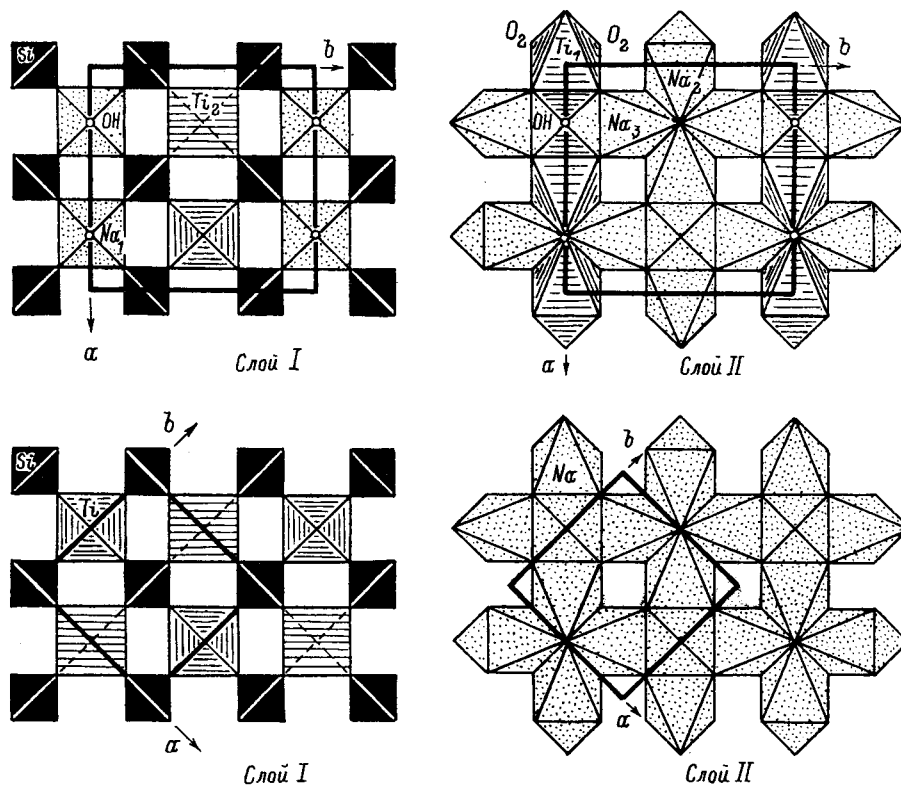 Si
b
Ti₂
OH
Na₁
a
Слой I
O₂
Ti₁
O₂
b
Na₂
OH
Na₃
a
Слой II
b
Si
Ti
a
Слой I
b
Na
a
Слой II